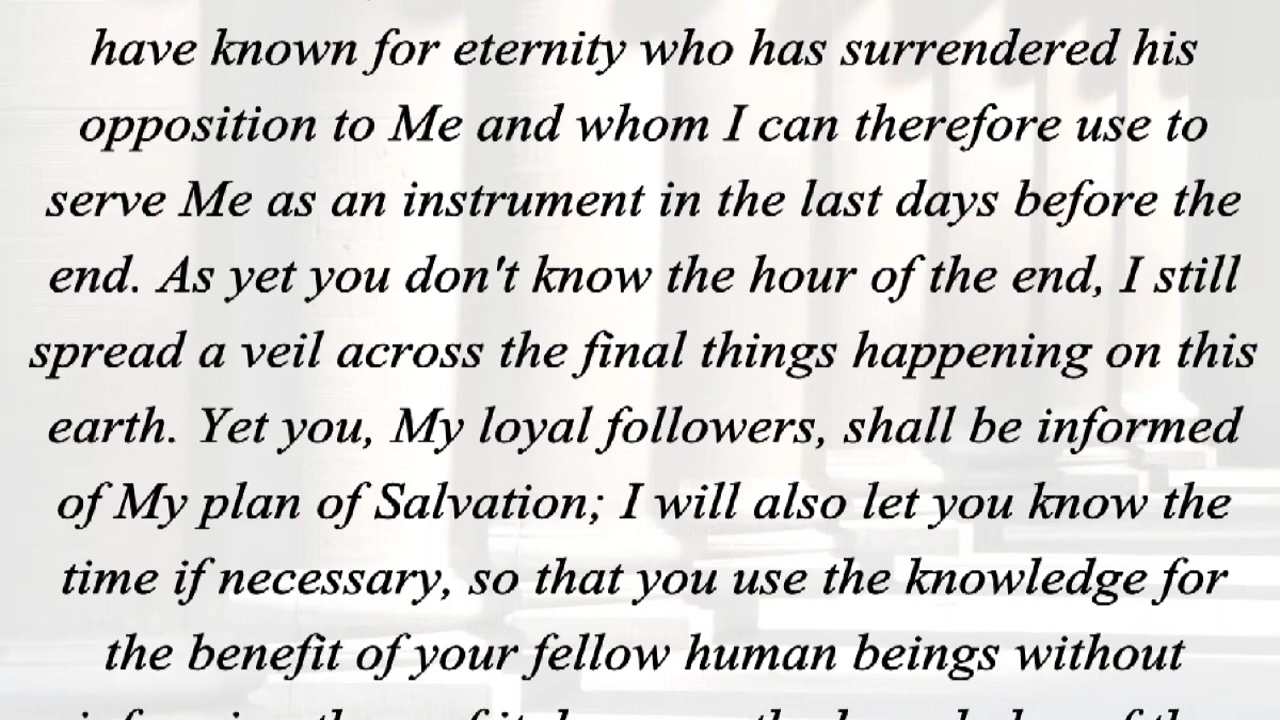 have known for eternity who has surrendered his
opposition to Me and whom I can therefore use to
serve Me as an instrument in the last days before the
end. As yet you don't know the hour of the end, I still
spread a veil across the final things happening on this
earth. Yet you, My loyal followers, shall be informed
of My plan of Salvation; I will also let you know the
time if necessary, so that you use the knowledge for
the benefit of your fellow human beings without